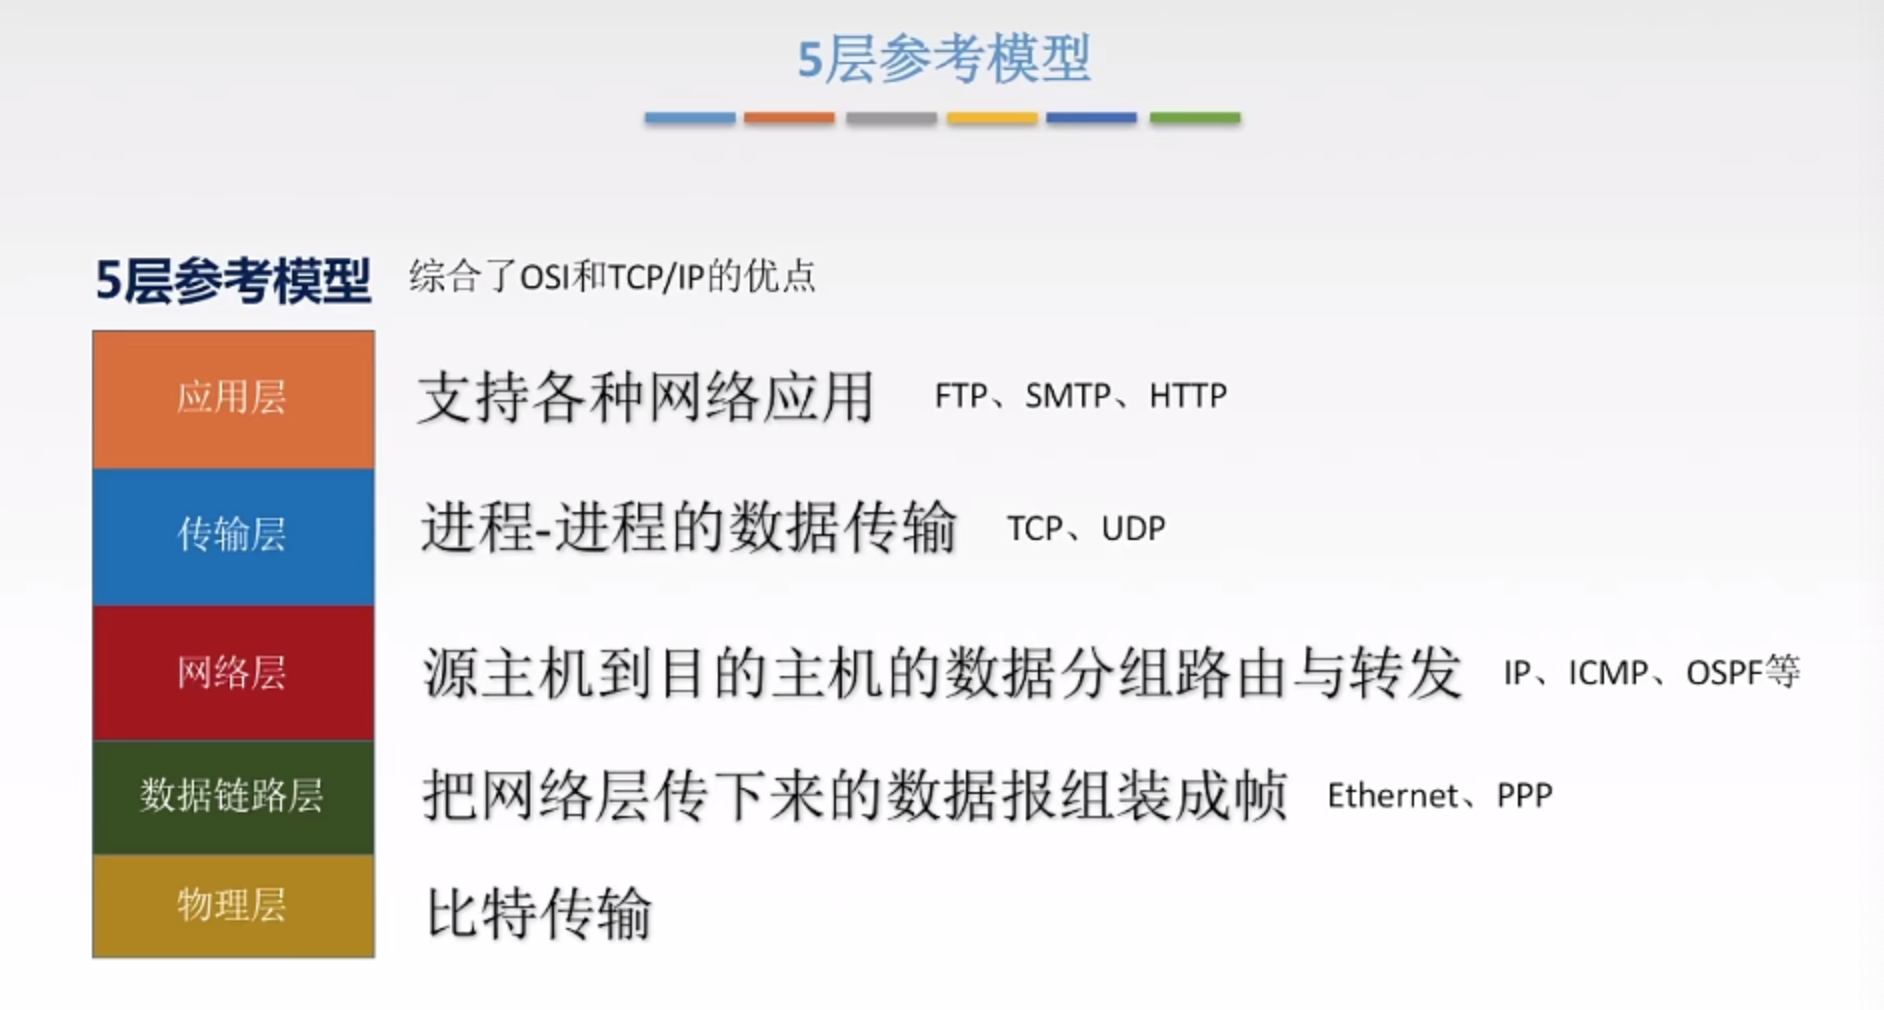 5层参考模型
5层参考模型 综合了OSI和TCP/IP的优点
应用层 支持各种网络应用 FTP、SMTP、HTTP
传输层 进程-进程的数据传输 TCP、UDP
网络层 源主机到目的主机的数据分组路由与转发 IP、ICMP、OSPF等
数据链路层 把网络层传下来的数据报组装成帧 Ethernet、PPP
物理层 比特传输